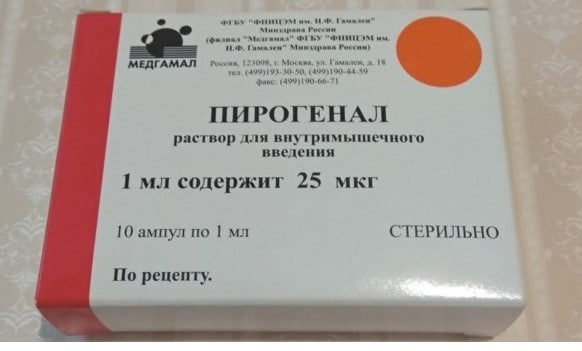 МЕДГАМАЛ
ФГБУ "ФНИЦЭМ им. Н.Ф. Гамалеи"
Минздрава России
(филиал "Медгамал" ФГБУ "ФНИЦЭМ им.
Н.Ф. Гамалеи" Минздрава России)
Россия, 123098, г. Москва, ул. Гамалеи, д. 18
тел. (499)193-30-50, (499)190-44-59
факс: (499)190-66-71
ПИРОГЕНАЛ
раствор для внутримышечного
введения
1 мл содержит 25 мкг
10 ампул по 1 мл
СТЕРИЛЬНО
По рецепту.